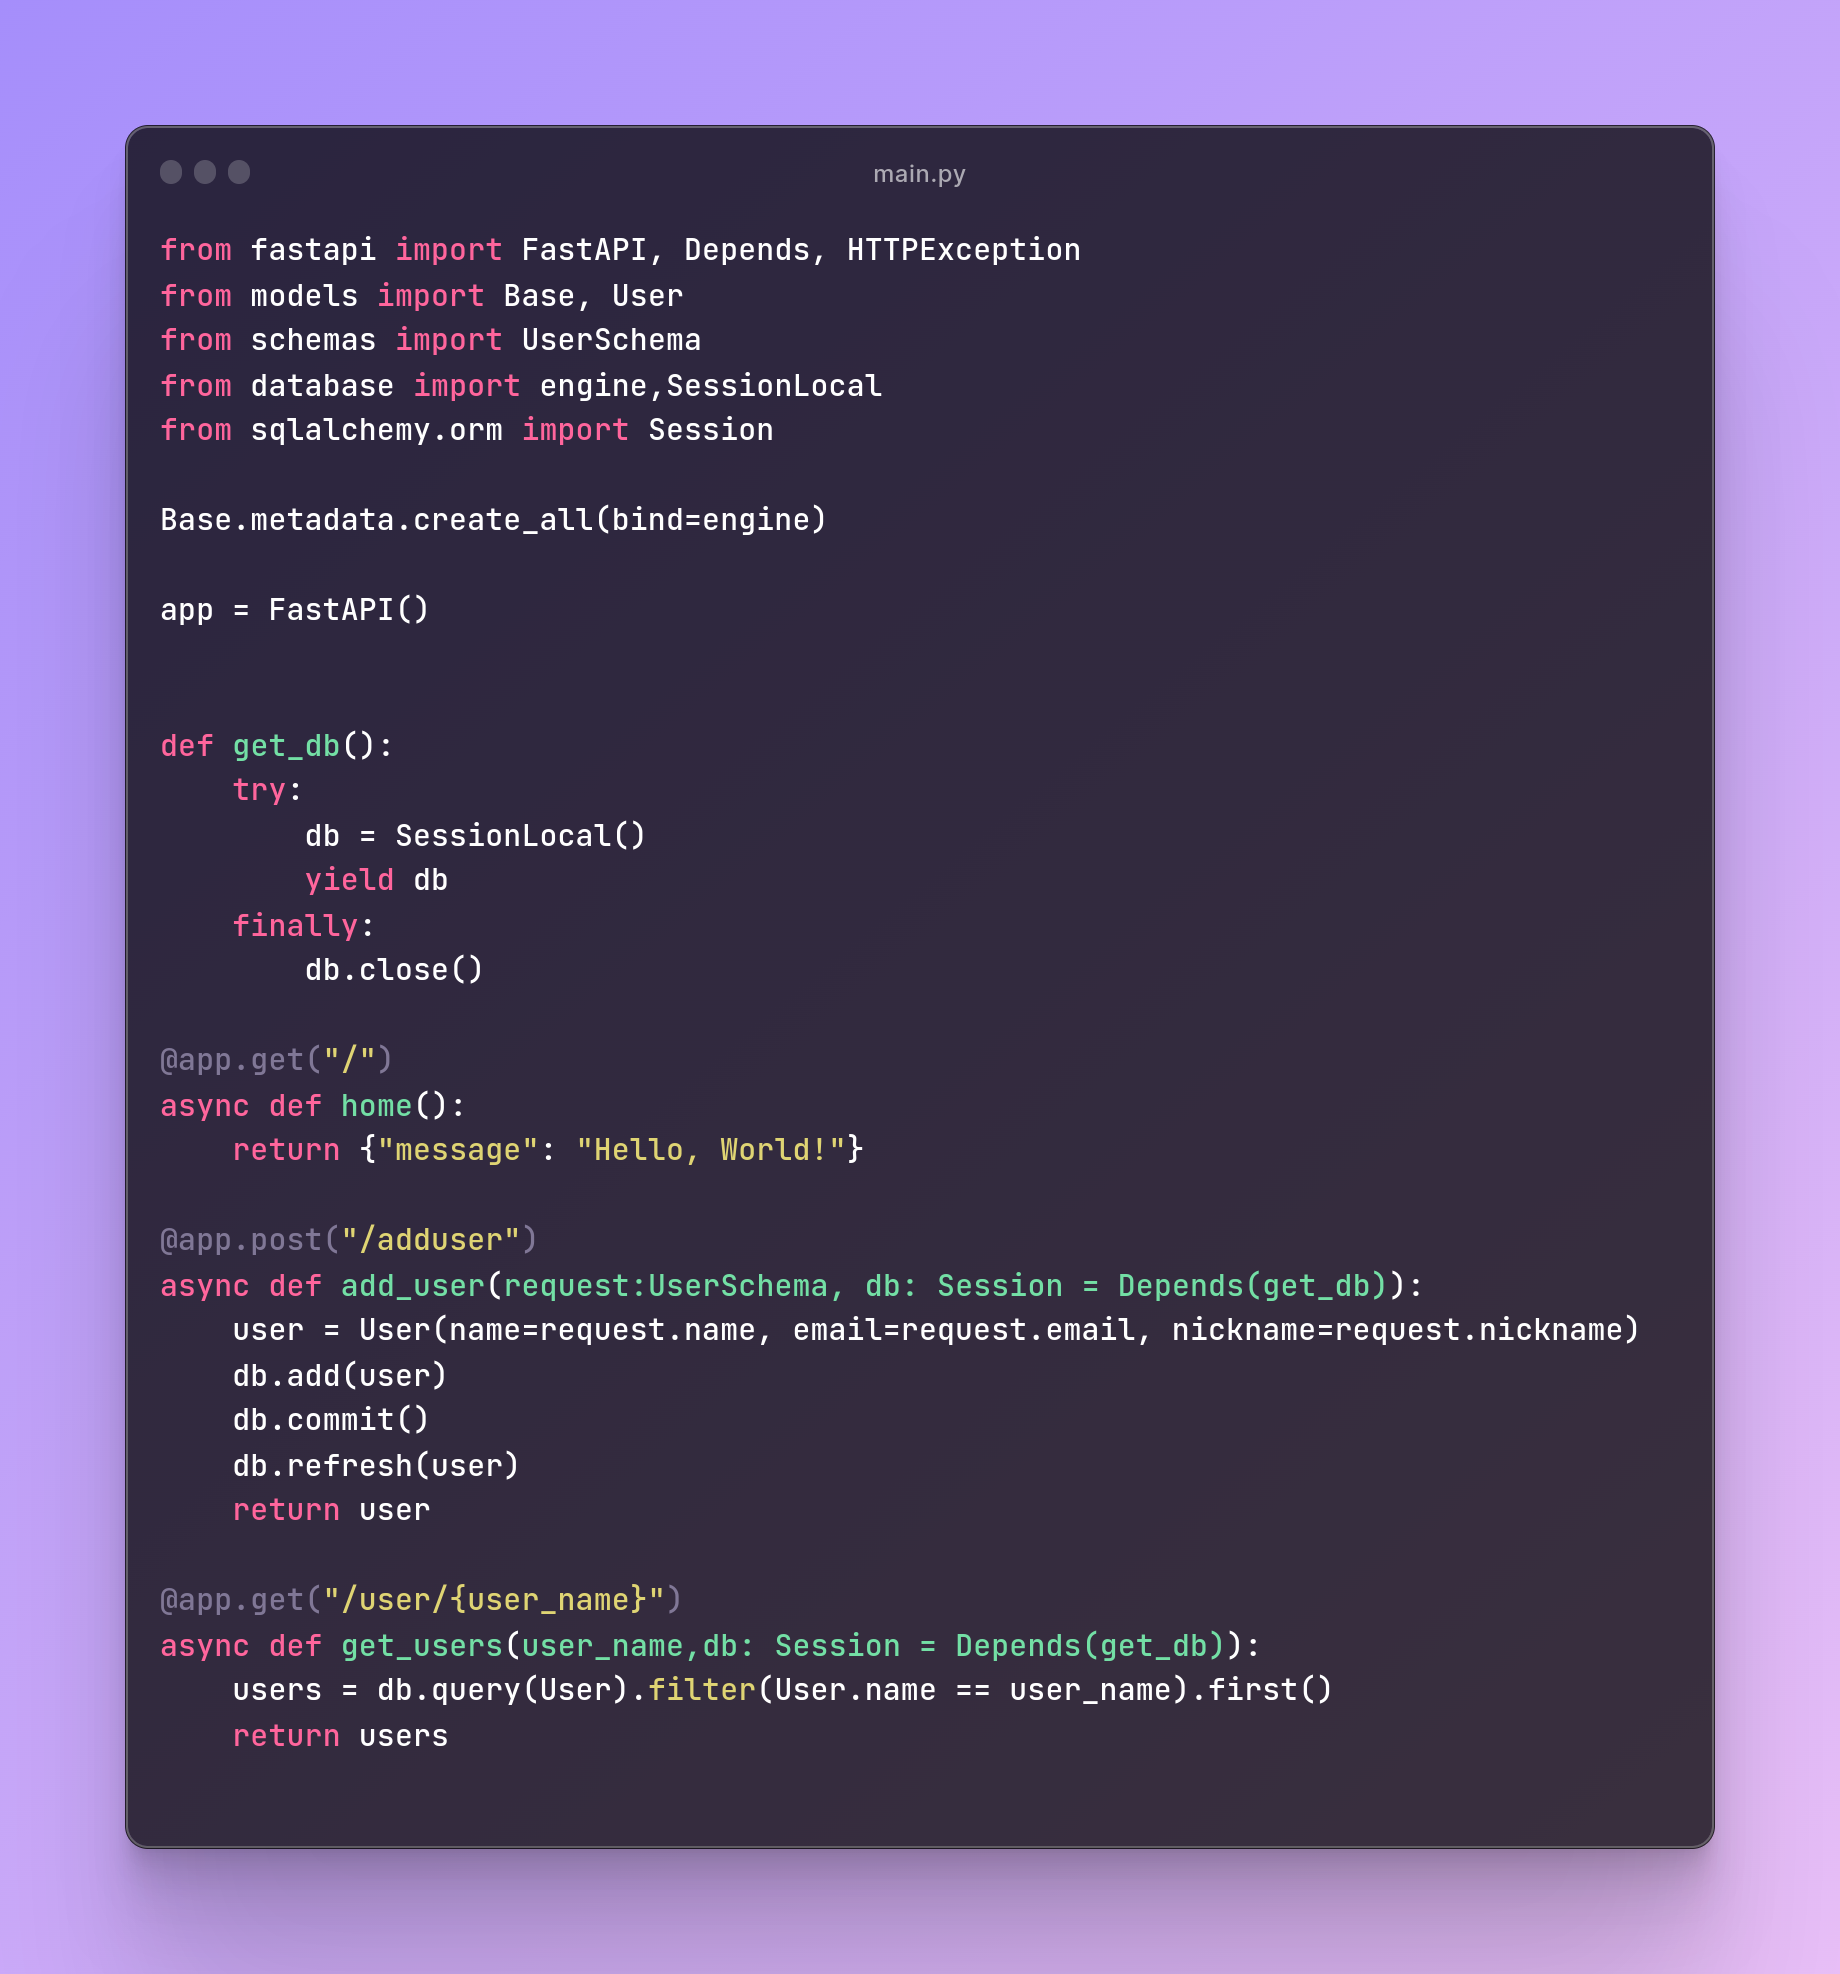 main.py
from fastapi import FastAPI, Depends, HTTPException
from models import Base, User
from schemas import UserSchema
from database import engine,SessionLocal
from sqlalchemy.orm import Session

Base.metadata.create_all(bind=engine)

app = FastAPI()

def get_db():
    try:
        db = SessionLocal()
        yield db
    finally:
        db.close()

@app.get("/")
async def home():
    return {"message": "Hello, World!"}

@app.post("/adduser")
async def add_user(request:UserSchema, db: Session = Depends(get_db)):
    user = User(name=request.name, email=request.email, nickname=request.nickname)
    db.add(user)
    db.commit()
    db.refresh(user)
    return user

@app.get("/user/{user_name}")
async def get_users(user_name,db: Session = Depends(get_db)):
    users = db.query(User).filter(User.name == user_name).first()
    return users